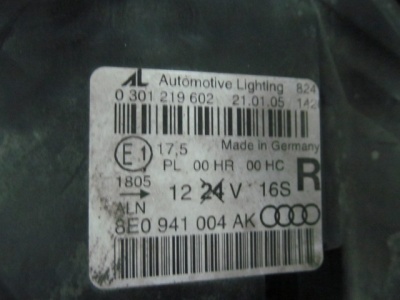 AL Automotive Lighting 824
0 301 219 602 21.01.05 142
E1 17,5 Made in Germany
PL 00 HR 00 HC R
1805
12 24 V 16S
ALN
8E0 941 004 AK